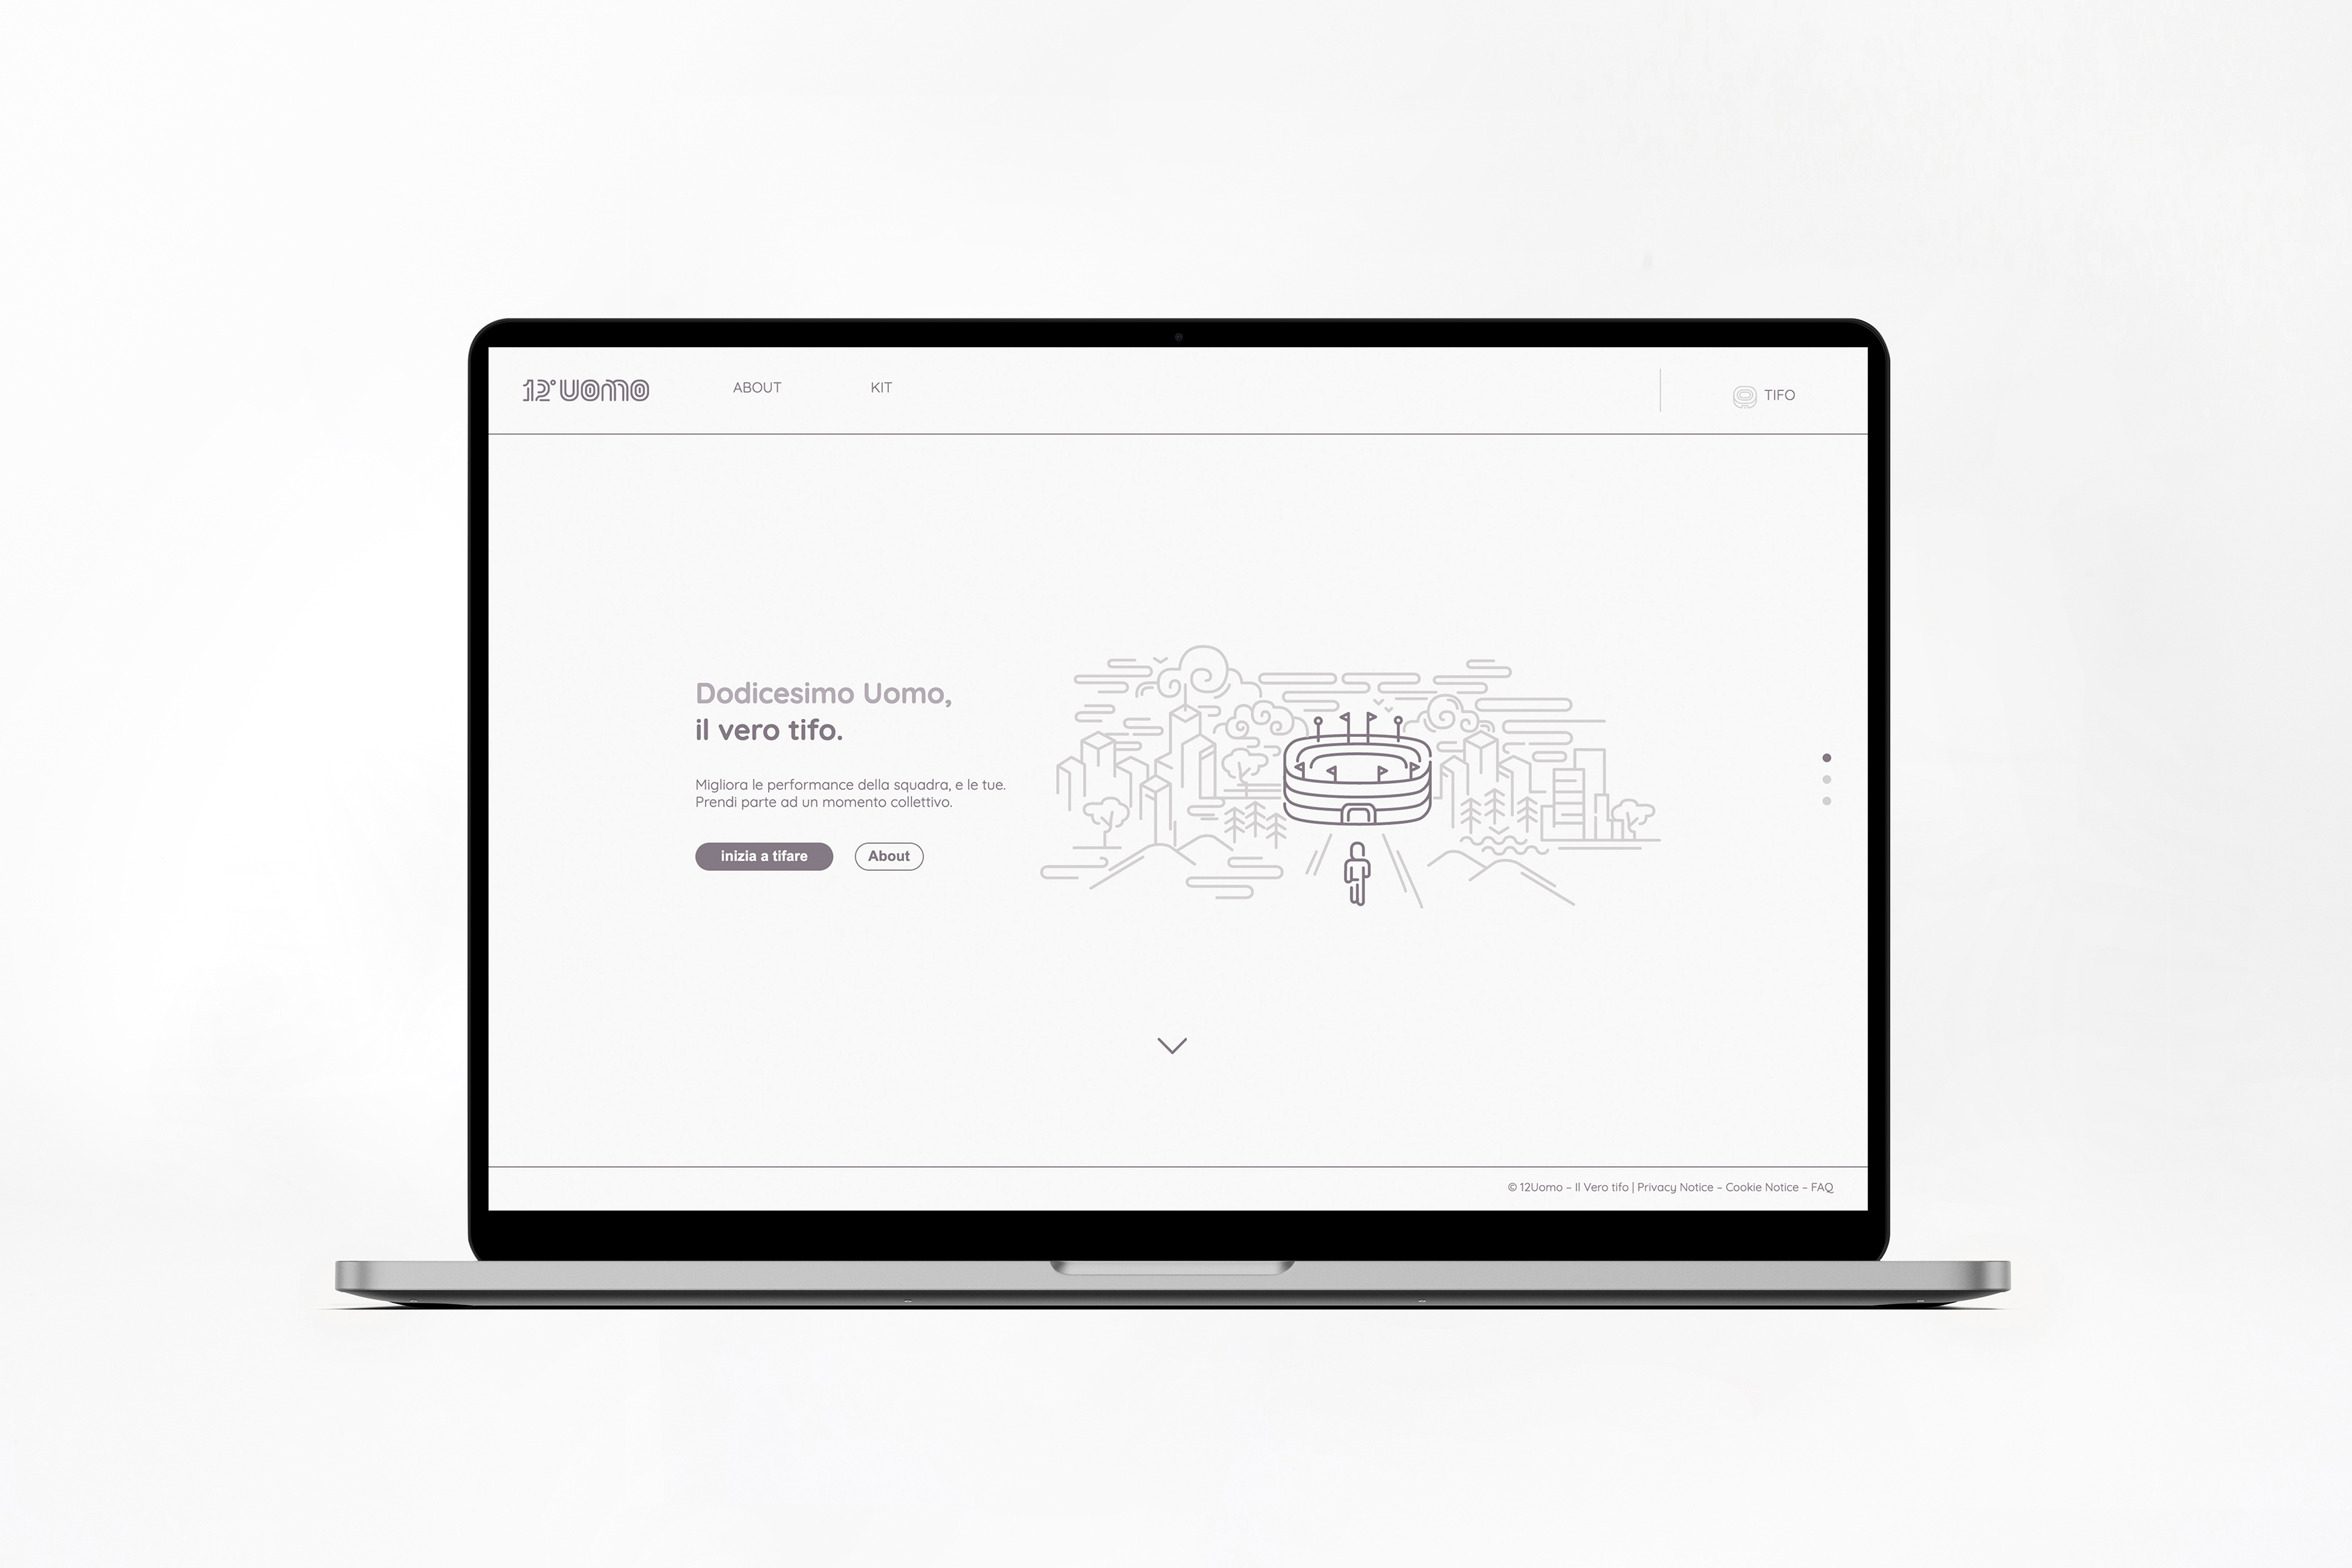 12° UOMO
ABOUT
KIT
TIFO
Dodicesimo Uomo,
il vero tifo.
Migliora le performance della squadra, e le tue.
Prendi parte ad un momento collettivo.
inizia a tifare
About
© 12Uomo – Il Vero tifo | Privacy Notice – Cookie Notice – FAQ